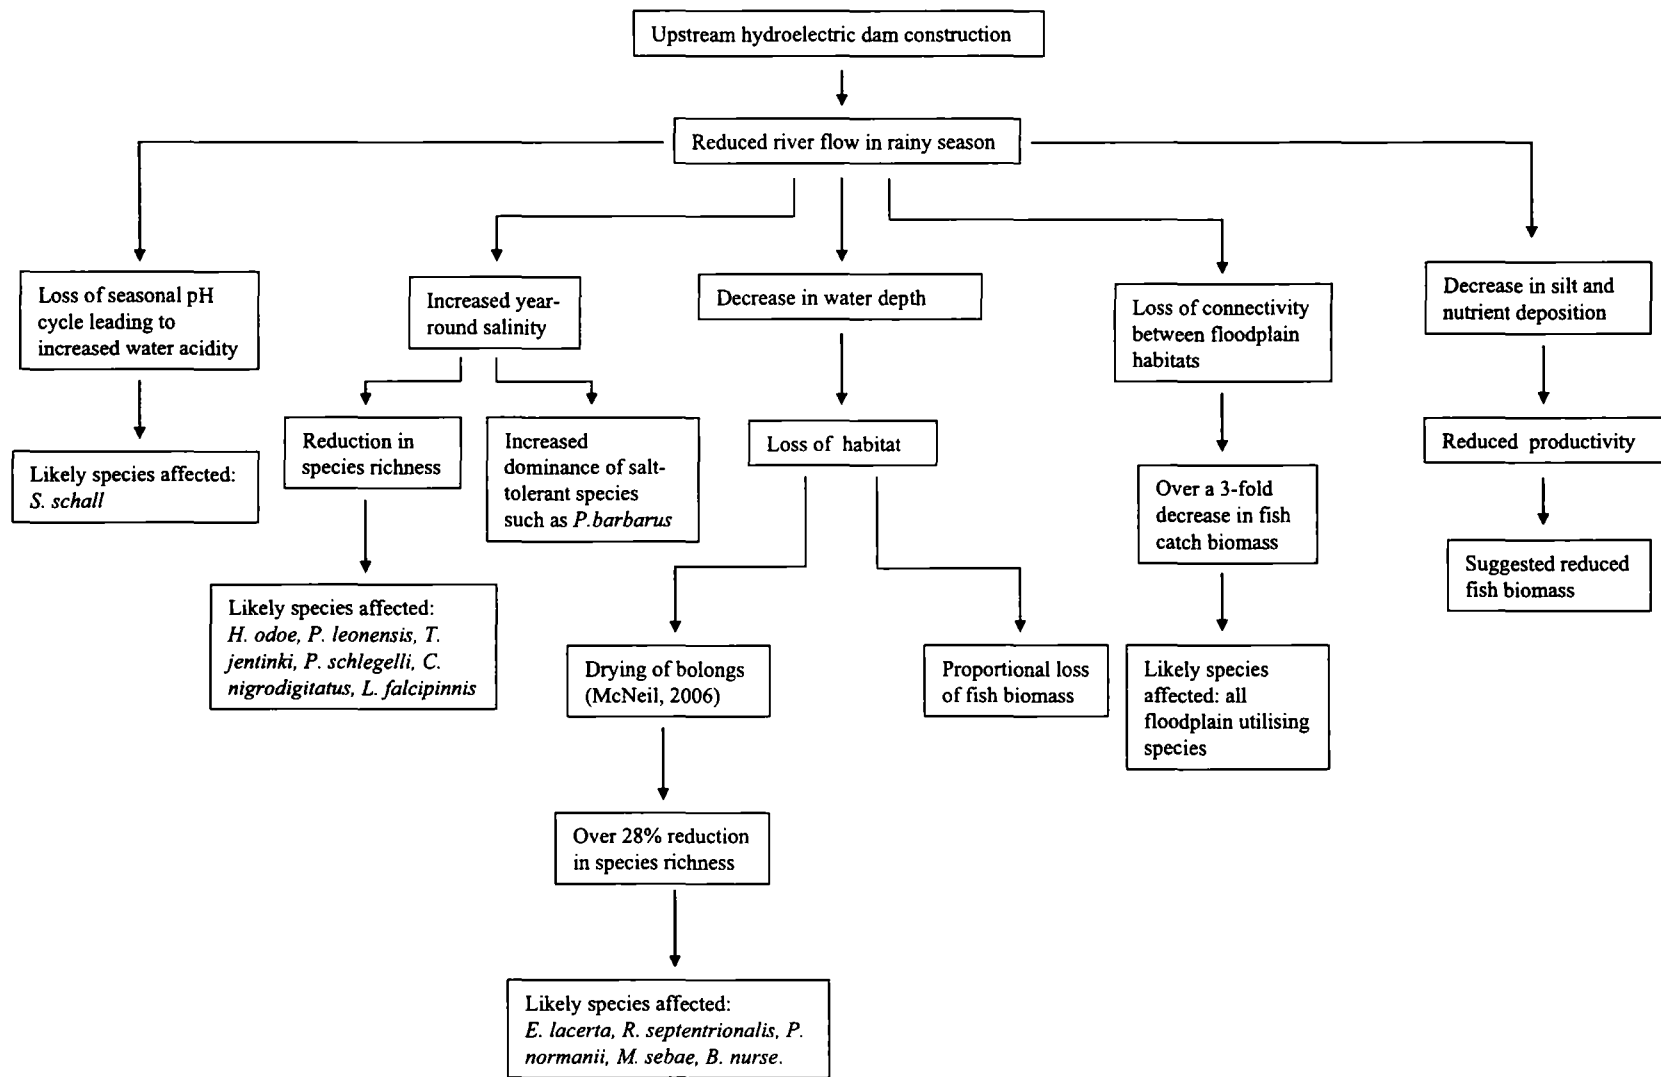 Upstream hydroelectric dam construction
Reduced river flow in rainy season
Loss of seasonal pH
cycle leading to
increased water acidity
Increased year-
round salinity
Decrease in water depth
Loss of connectivity
between floodplain
habitats
Decrease in silt and
nutrient deposition
Likely species affected:
S. schall
Reduction in
species richness
Increased
dominance of salt-
tolerant species
such as P.barbarus
Loss of habitat
Over a 3-fold
decrease in fish
catch biomass
Reduced productivity
Suggested reduced
fish biomass
Likely species affected:
H. odoe, P. leonensis, T.
jentinki, P. schlegelli, C.
nigrodigitatus, L. falcipinnis
Drying of bolongs
(McNeil, 2006)
Proportional loss
of fish biomass
Likely species
affected: all
floodplain utilising
species
Over 28% reduction
in species richness
Likely species affected:
E. lacerta, R. septentrionalis, P.
normanii, M. sebae, B. nurse.